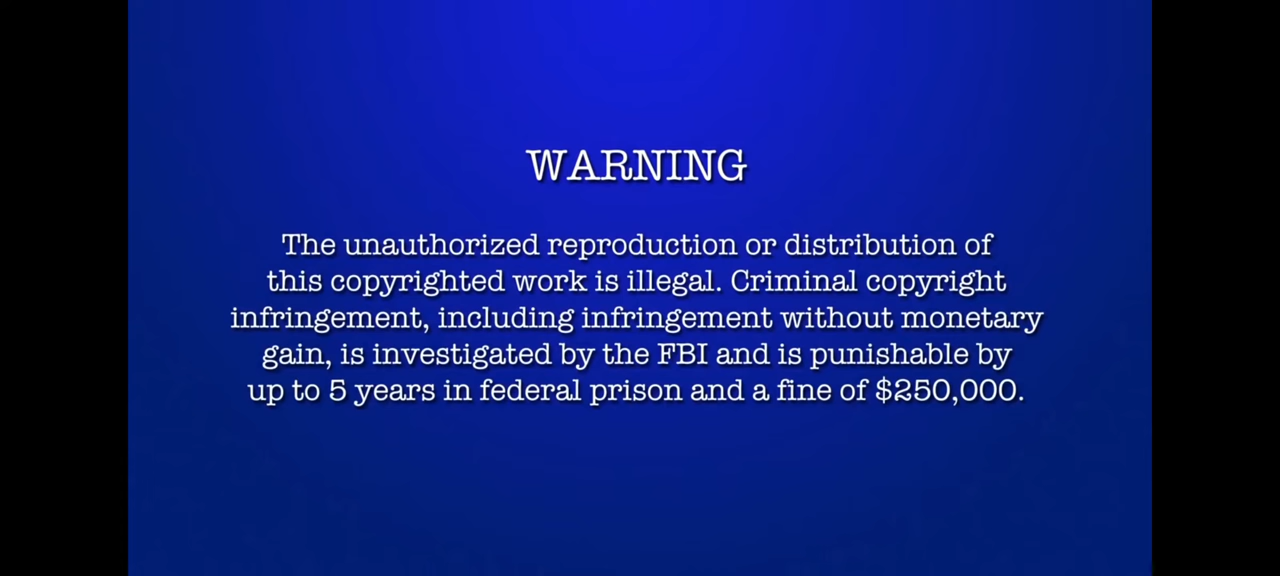 WARNING
The unauthorized reproduction or distribution of
this copyrighted work is illegal. Criminal copyright
infringement, including infringement without monetary
gain, is investigated by the FBI and is punishable by
up to 5 years in federal prison and a fine of $250,000.